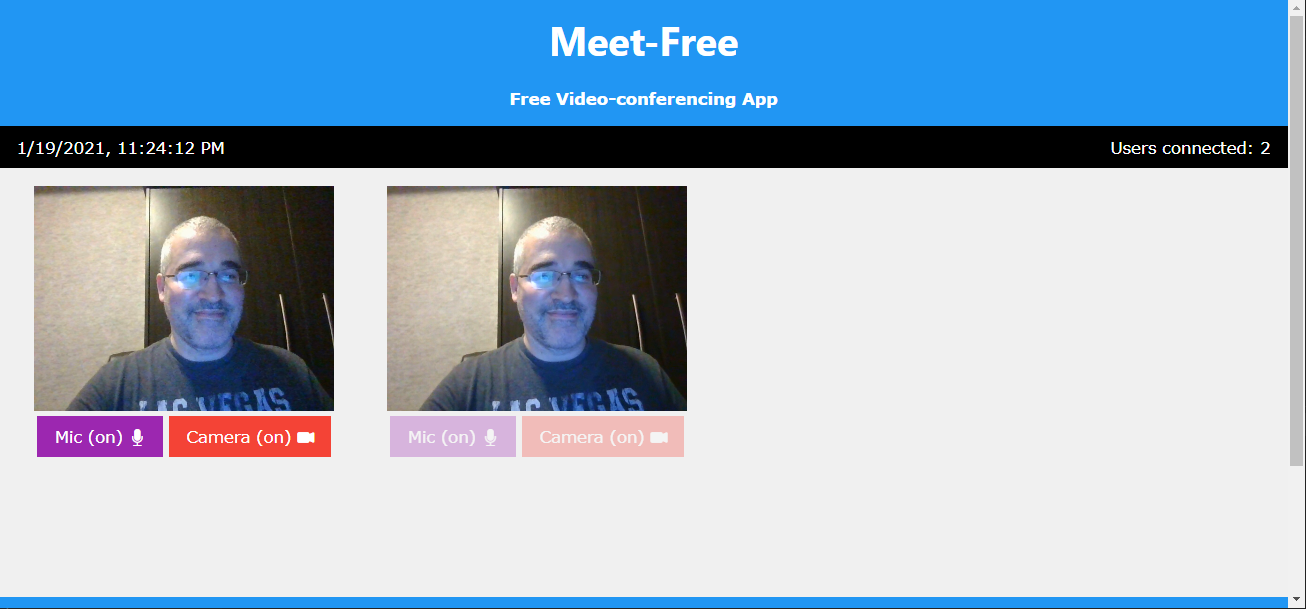 Meet-Free
Free Video-conferencing App
1/19/2021, 11:24:12 PM Users connected: 2
LAS VEGAS LAS VEGAS
Mic (on) Camera (on) Mic (on) Camera (on)